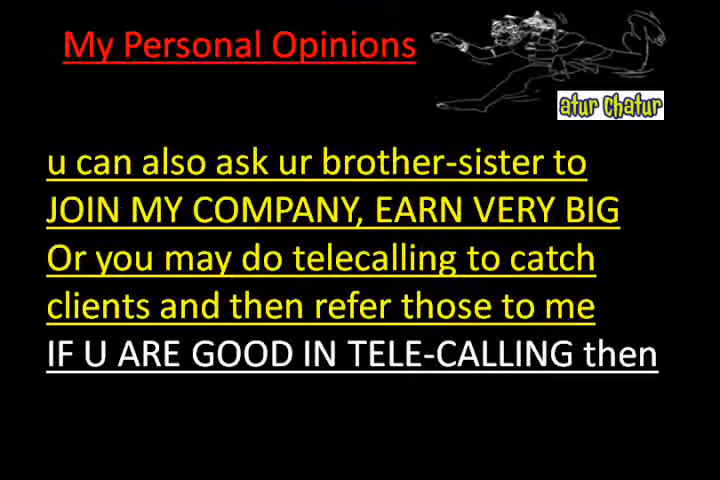 My Personal Opinions
atur chatur
u can also ask ur brother-sister to
JOIN MY COMPANY, EARN VERY BIG
Or you may do telecalling to catch
clients and then refer those to me
IF U ARE GOOD IN TELE-CALLING then